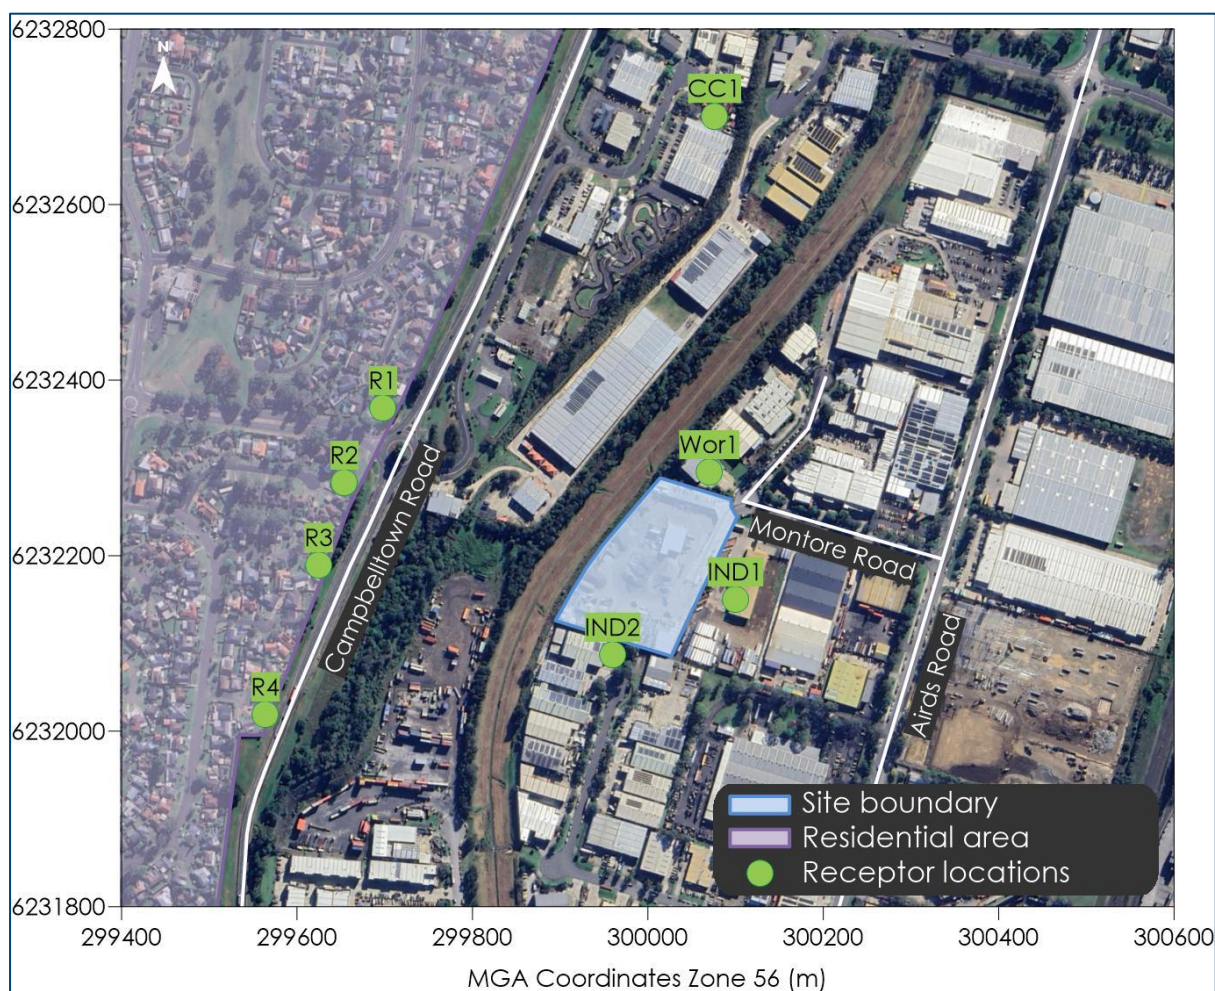 6232800
N
CC1
6232600
6232400
R1
Wor1
R2
Campbelltown Road
Montore Road
6232200
R3
IND1
IND2
Airds Road
R4
6232000
Site boundary
Residential area
Receptor locations
6231800
299400 299600 299800 300000 300200 300400 300600
MGA Coordinates Zone 56 (m)